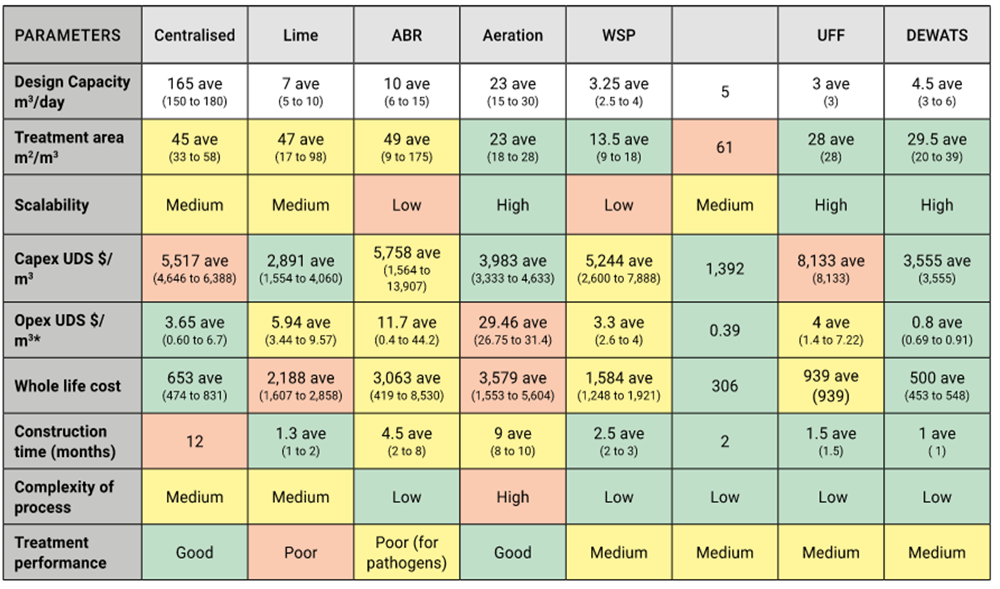 PARAMETERS Centralised Lime ABR Aeration WSP UFF DEWATS
Design Capacity m³/day 165 ave (150 to 180) 7 ave (5 to 10) 10 ave (6 to 15) 23 ave (15 to 30) 3.25 ave (2.5 to 4) 5 3 ave (3) 4.5 ave (3 to 6)
Treatment area m²/m³ 45 ave (33 to 58) 47 ave (17 to 98) 49 ave (9 to 175) 23 ave (18 to 28) 13.5 ave (9 to 18) 61 28 ave (28) 29.5 ave (20 to 39)
Scalability Medium Medium Low High Low Medium High High
Capex UDS $/ m³ 5,517 ave (4,646 to 6,388) 2,891 ave (1,554 to 4,060) 5,758 ave (1,564 to 13,907) 3,983 ave (3,333 to 4,633) 5,244 ave (2,600 to 7,888) 1,392 8,133 ave (8,133) 3,555 ave (3,555)
Opex UDS $/ m³* 3.65 ave (0.60 to 6.7) 5.94 ave (3.44 to 9.57) 11.7 ave (0.4 to 44.2) 29.46 ave (26.75 to 31.4) 3.3 ave (2.6 to 4) 0.39 4 ave (1.4 to 7.22) 0.8 ave (0.69 to 0.91)
Whole life cost 653 ave (474 to 831) 2,188 ave (1,607 to 2,858) 3,063 ave (419 to 8,530) 3,579 ave (1,553 to 5,604) 1,584 ave (1,248 to 1,921) 306 939 ave (939) 500 ave (453 to 548)
Construction time (months) 12 1.3 ave (1 to 2) 4.5 ave (2 to 8) 9 ave (8 to 10) 2.5 ave (2 to 3) 2 1.5 ave (1.5) 1 ave ( 1)
Complexity of process Medium Medium Low High Low Low Low Low
Treatment performance Good Poor Poor (for pathogens) Good Medium Medium Medium Medium